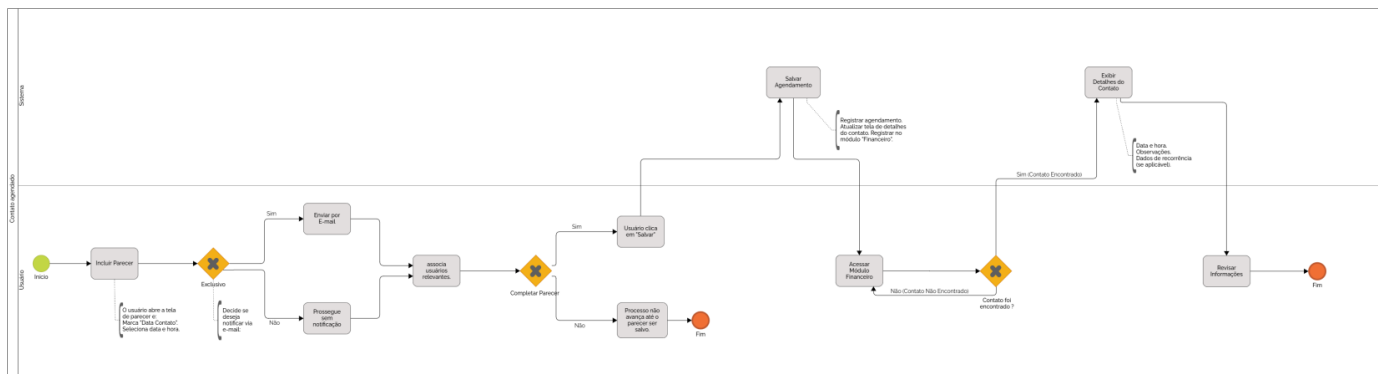 Contato agendado
Sistema
Usuário
Início
Incluir Parecer
O usuário abre a tela
de parecer e:
Marca "Data Contato".
Seleciona data e hora.
Exclusivo
Decide se
deseja
notificar via
e-mail:
Sim
Não
Enviar por
E-mail
Prossegue
sem
notificação
associa
usuários
relevantes.
Completar Parecer
Sim
Não
Usuário clica
em "Salvar"
Processo não
avança até o
parecer ser
salvo.
Fim
Salvar
Agendamento
Registrar agendamento.
Atualizar tela de detalhes
do contato. Registrar no
módulo "Financeiro".
Acessar
Módulo
Financeiro
Não (Contato Não Encontrado)
Contato foi
encontrado ?
Sim (Contato Encontrado)
Exibir
Detalhes do
Contato
Data e hora.
Observações.
Dados de recorrência
(se aplicável).
Revisar
Informações
Fim